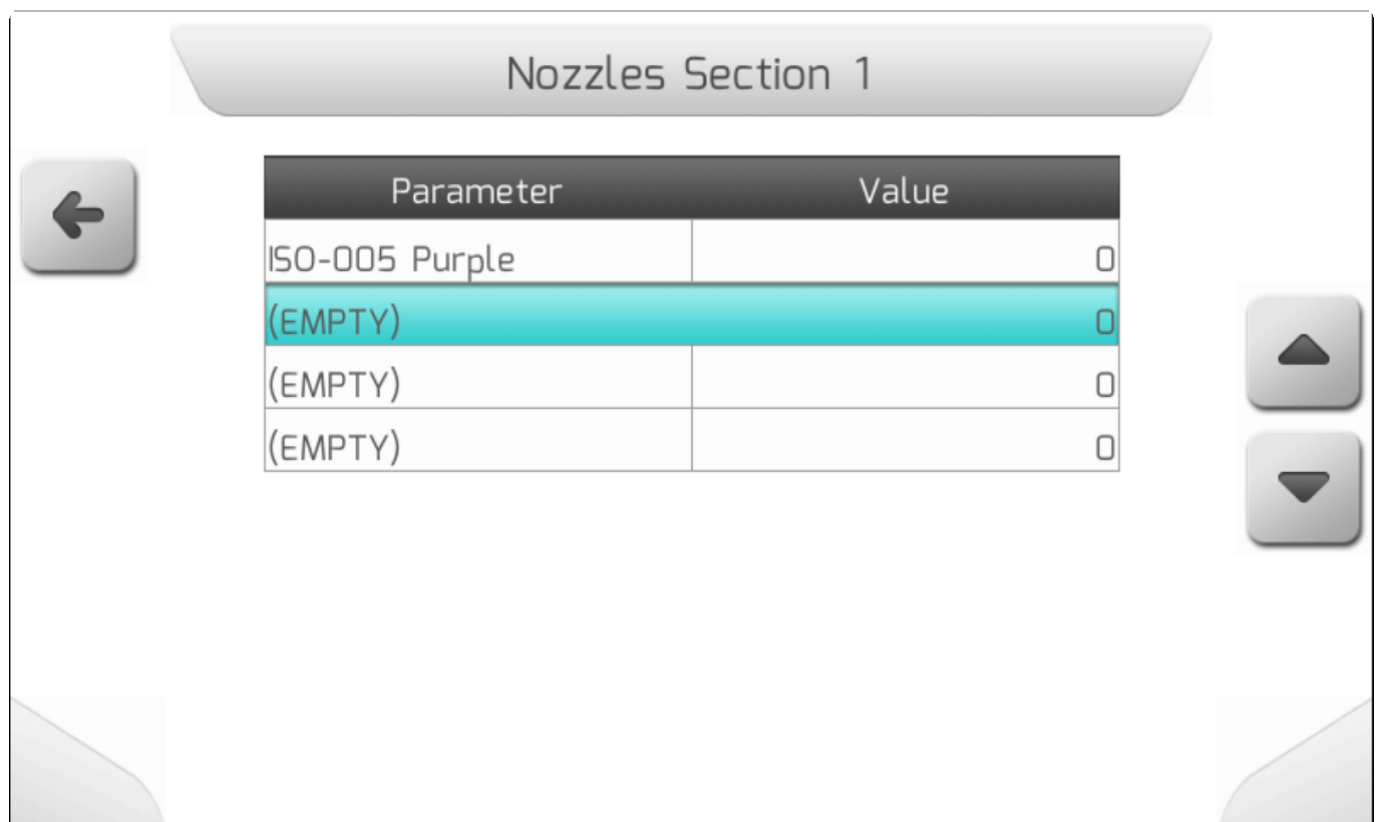 Nozzles Section 1
Parameter Value
ISO-005 Purple 0
(EMPTY) 0
(EMPTY) 0
(EMPTY) 0